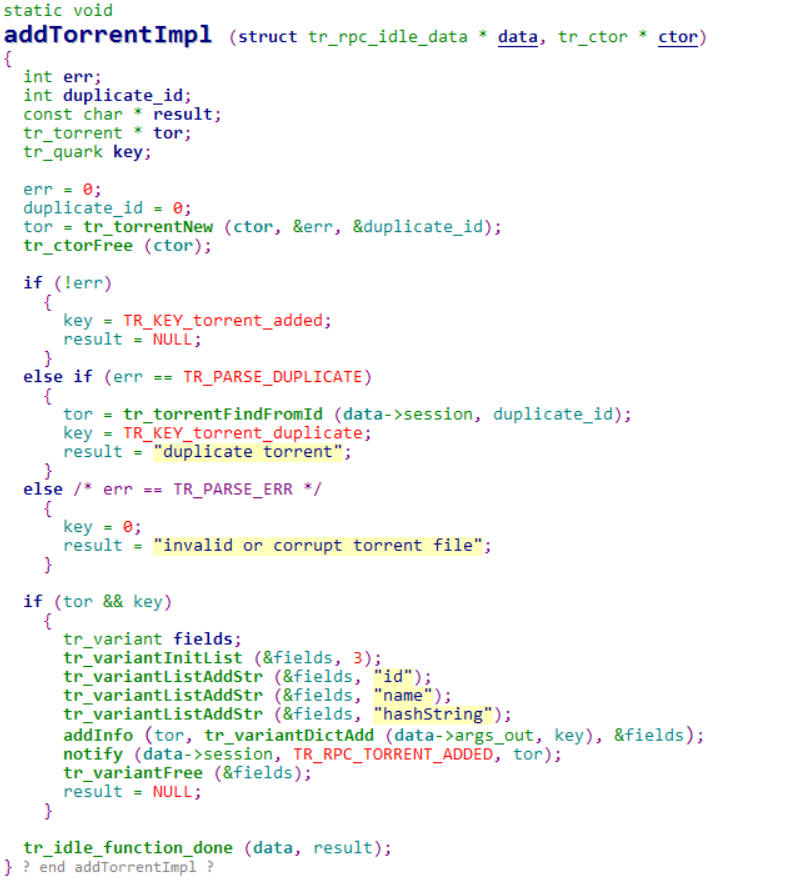 static void
addTorrentImpl (struct tr_rpc_idle_data * data, tr_ctor * ctor)
{
  int err;
  int duplicate_id;
  const char * result;
  tr_torrent * tor;
  tr_quark key;

  err = 0;
  duplicate_id = 0;
  tor = tr_torrentNew (ctor, &err, &duplicate_id);
  tr_ctorFree (ctor);

  if (!err)
    {
      key = TR_KEY_torrent_added;
      result = NULL;
    }
  else if (err == TR_PARSE_DUPLICATE)
    {
      tor = tr_torrentFindFromId (data->session, duplicate_id);
      key = TR_KEY_torrent_duplicate;
      result = "duplicate torrent";
    }
  else /* err == TR_PARSE_ERR */
    {
      key = 0;
      result = "invalid or corrupt torrent file";
    }

  if (tor && key)
    {
      tr_variant fields;
      tr_variantInitList (&fields, 3);
      tr_variantListAddStr (&fields, "id");
      tr_variantListAddStr (&fields, "name");
      tr_variantListAddStr (&fields, "hashString");
      addInfo (tor, tr_variantDictAdd (data->args_out, key), &fields);
      notify (data->session, TR_RPC_TORRENT_ADDED, tor);
      tr_variantFree (&fields);
      result = NULL;
    }

  tr_idle_function_done (data, result);
} ? end addTorrentImpl ?